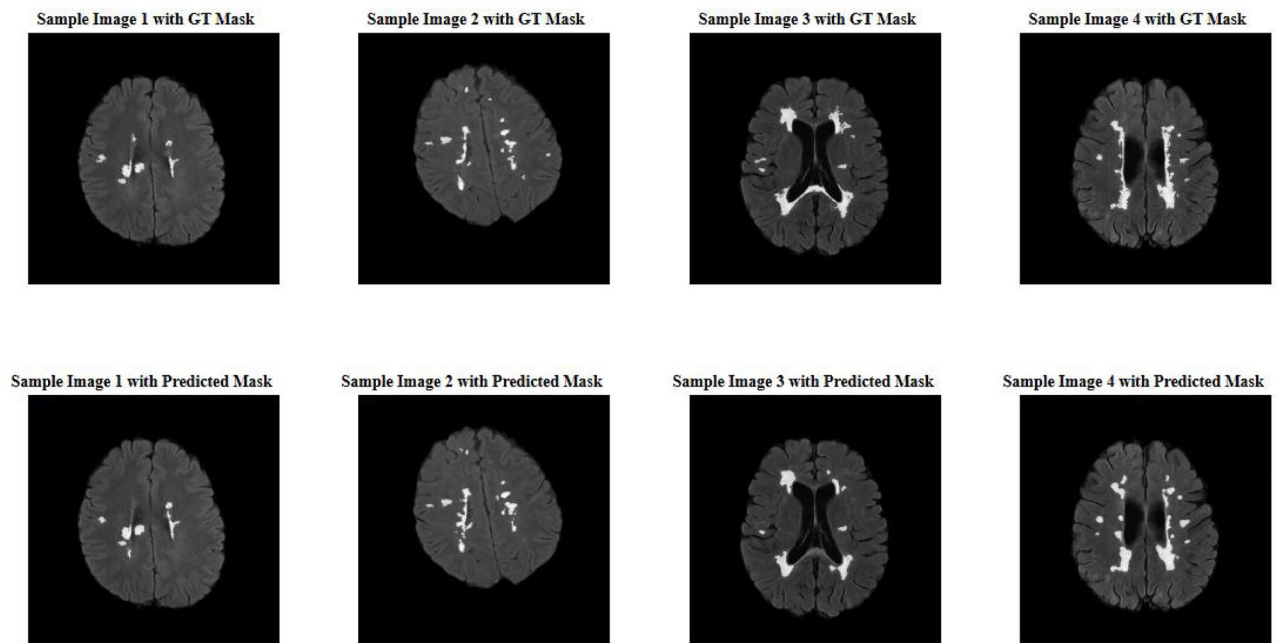 Sample Image 1 with GT Mask
Sample Image 2 with GT Mask
Sample Image 3 with GT Mask
Sample Image 4 with GT Mask
Sample Image 1 with Predicted Mask
Sample Image 2 with Predicted Mask
Sample Image 3 with Predicted Mask
Sample Image 4 with Predicted Mask